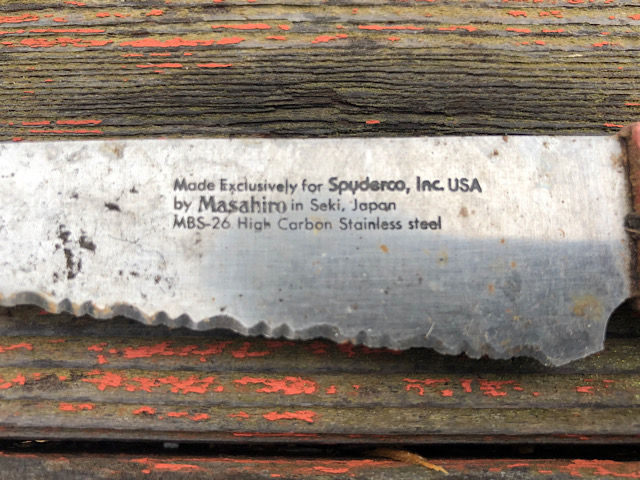 Made Exclusively for Spyderco, Inc. USA
by Masahiro in Seki, Japan
MBS-26 High Carbon Stainless steel